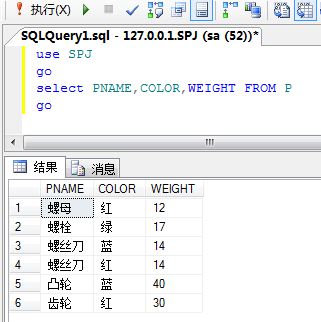 执行(X)
SQLQuery1.sql - 127.0.0.1.SPJ (sa (52))*
use SPJ
go
select PNAME,COLOR,WEIGHT FROM P
go
结果 消息
PNAME COLOR WEIGHT
1 螺母 红 12
2 螺栓 绿 17
3 螺丝刀 蓝 14
4 螺丝刀 红 14
5 凸轮 蓝 40
6 齿轮 红 30